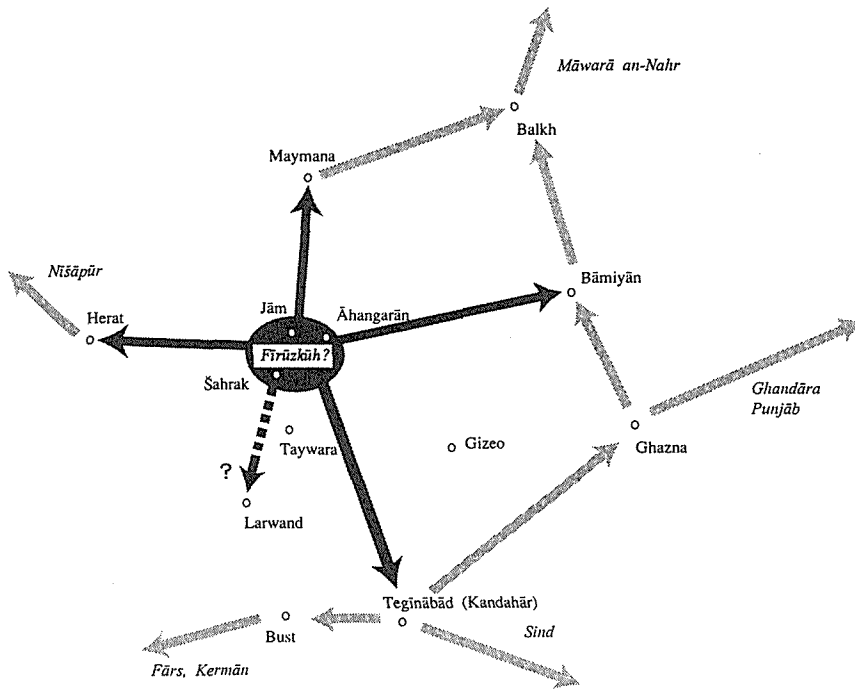 Māwarā an-Nahr
Balkh
Maymana
Nīšāpūr
Herat
Jām
Āhangarān
Bāmiyān
Fīrūzkūh?
Šahrak
Ghandāra
Punjāb
Taywara
Gizeo
Ghazna
?
Larwand
Tegīnābād (Kandahār)
Bust
Sind
Fārs, Kermān